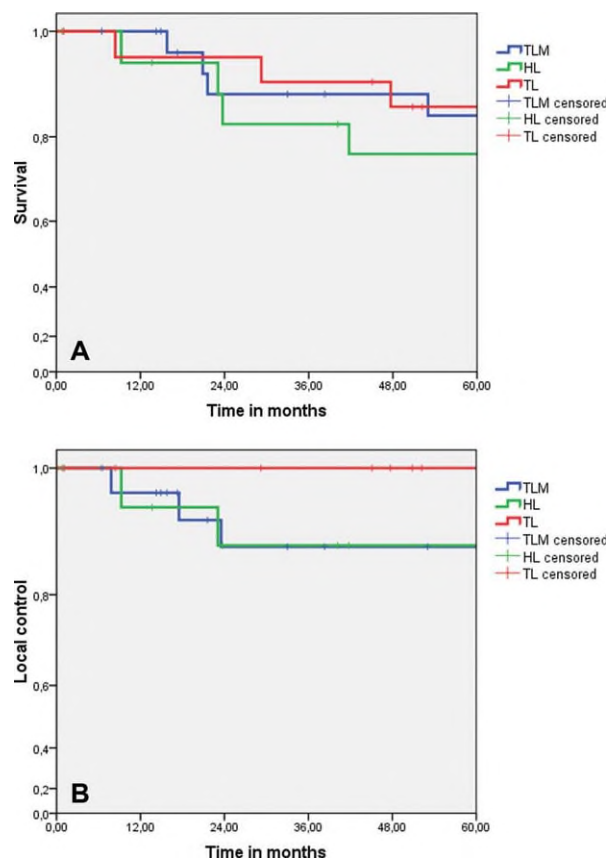 1,0
0,8
0,6
0,4
0,2
0,0
Survival
A
0,00 12,00 24,00 36,00 48,00 60,00
Time in months
TLM
HL
TL
TLM censored
HL censored
TL censored
1,0
0,8
0,6
0,4
0,2
0,0
Local control
B
0,00 12,00 24,00 36,00 48,00 60,00
Time in months
TLM
HL
TL
TLM censored
HL censored
TL censored